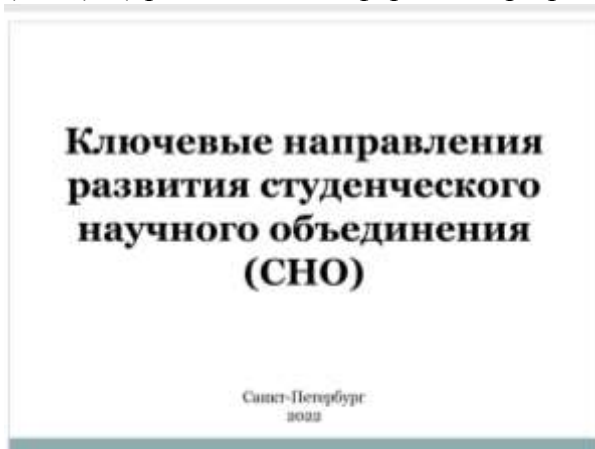 Ключевые направления
развития студенческого
научного объединения
(СНО)
Санкт-Петербург
2022